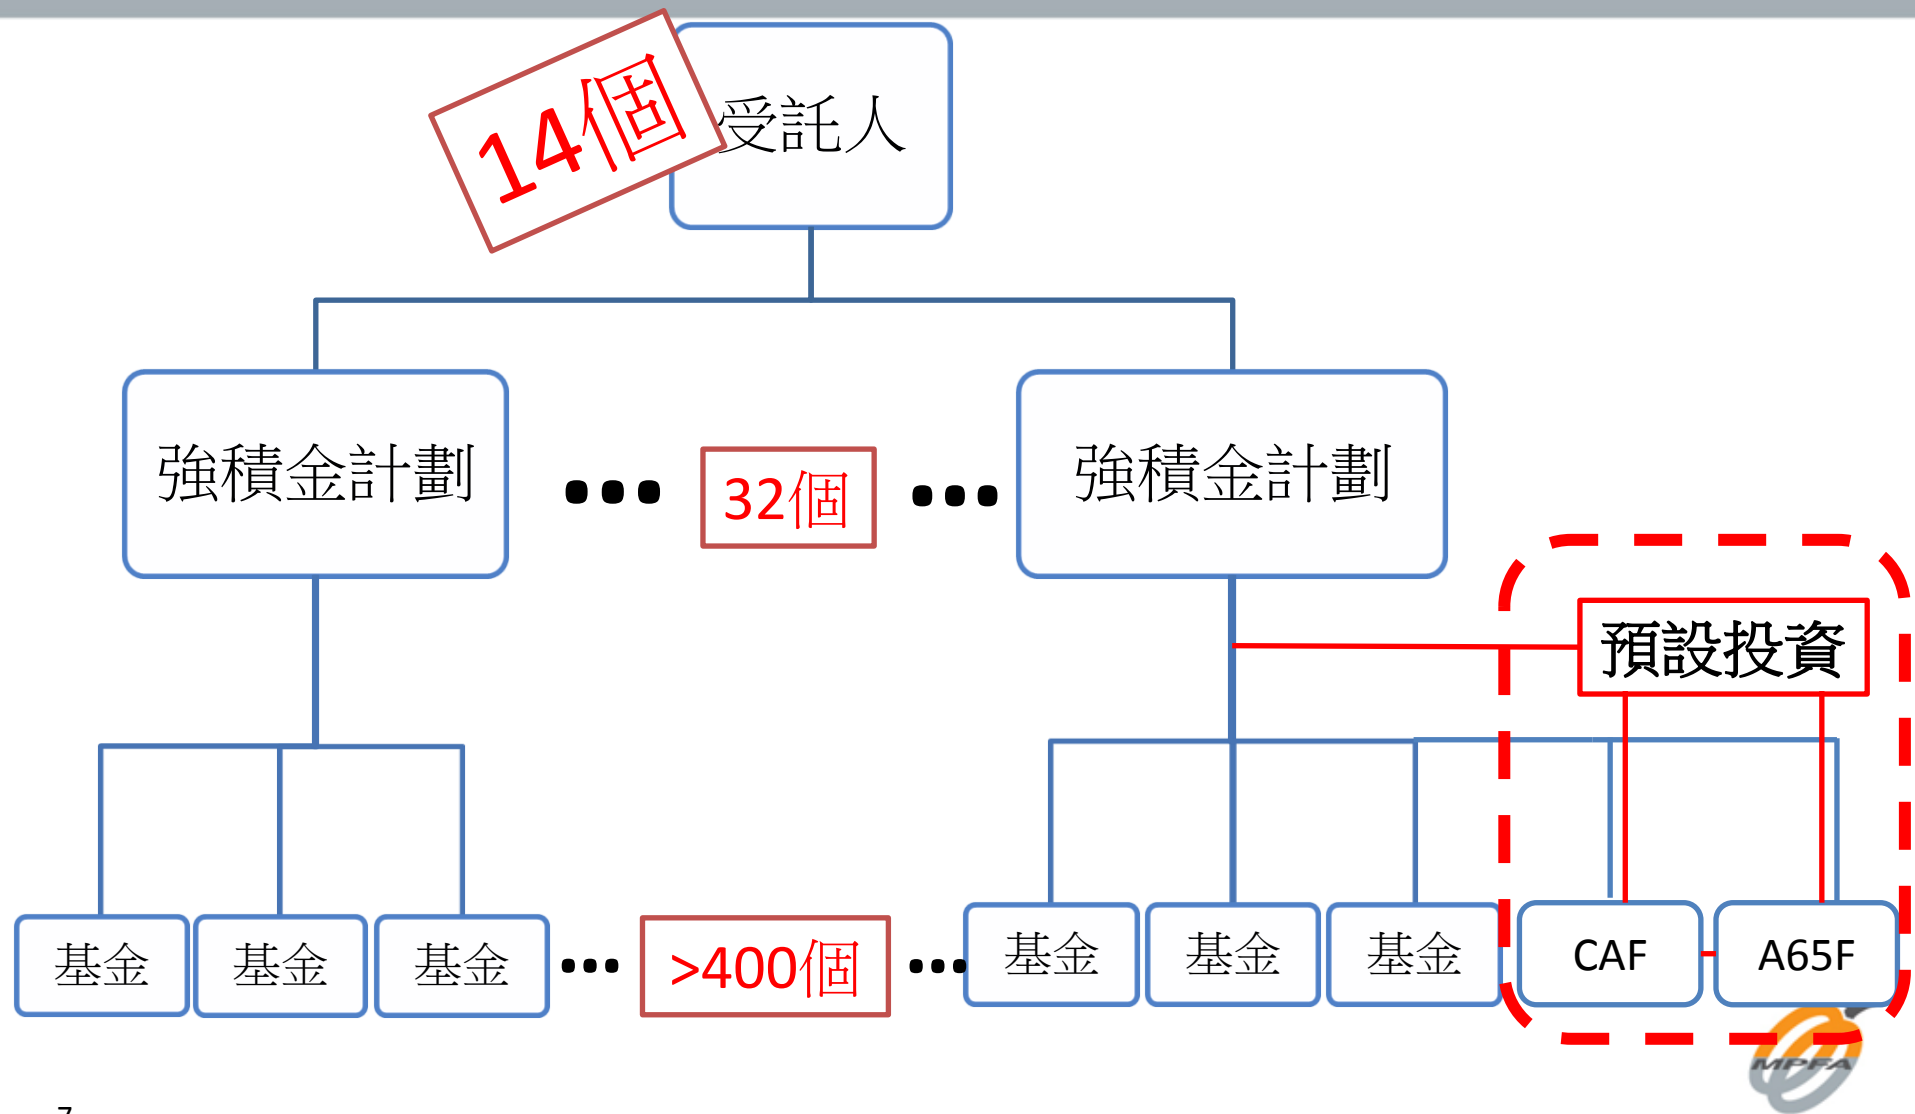 14個
受託人
強積金計劃
32個
強積金計劃
預設投資
基金
基金
基金
>400個
基金
基金
基金
CAF
A65F
MPFA
7